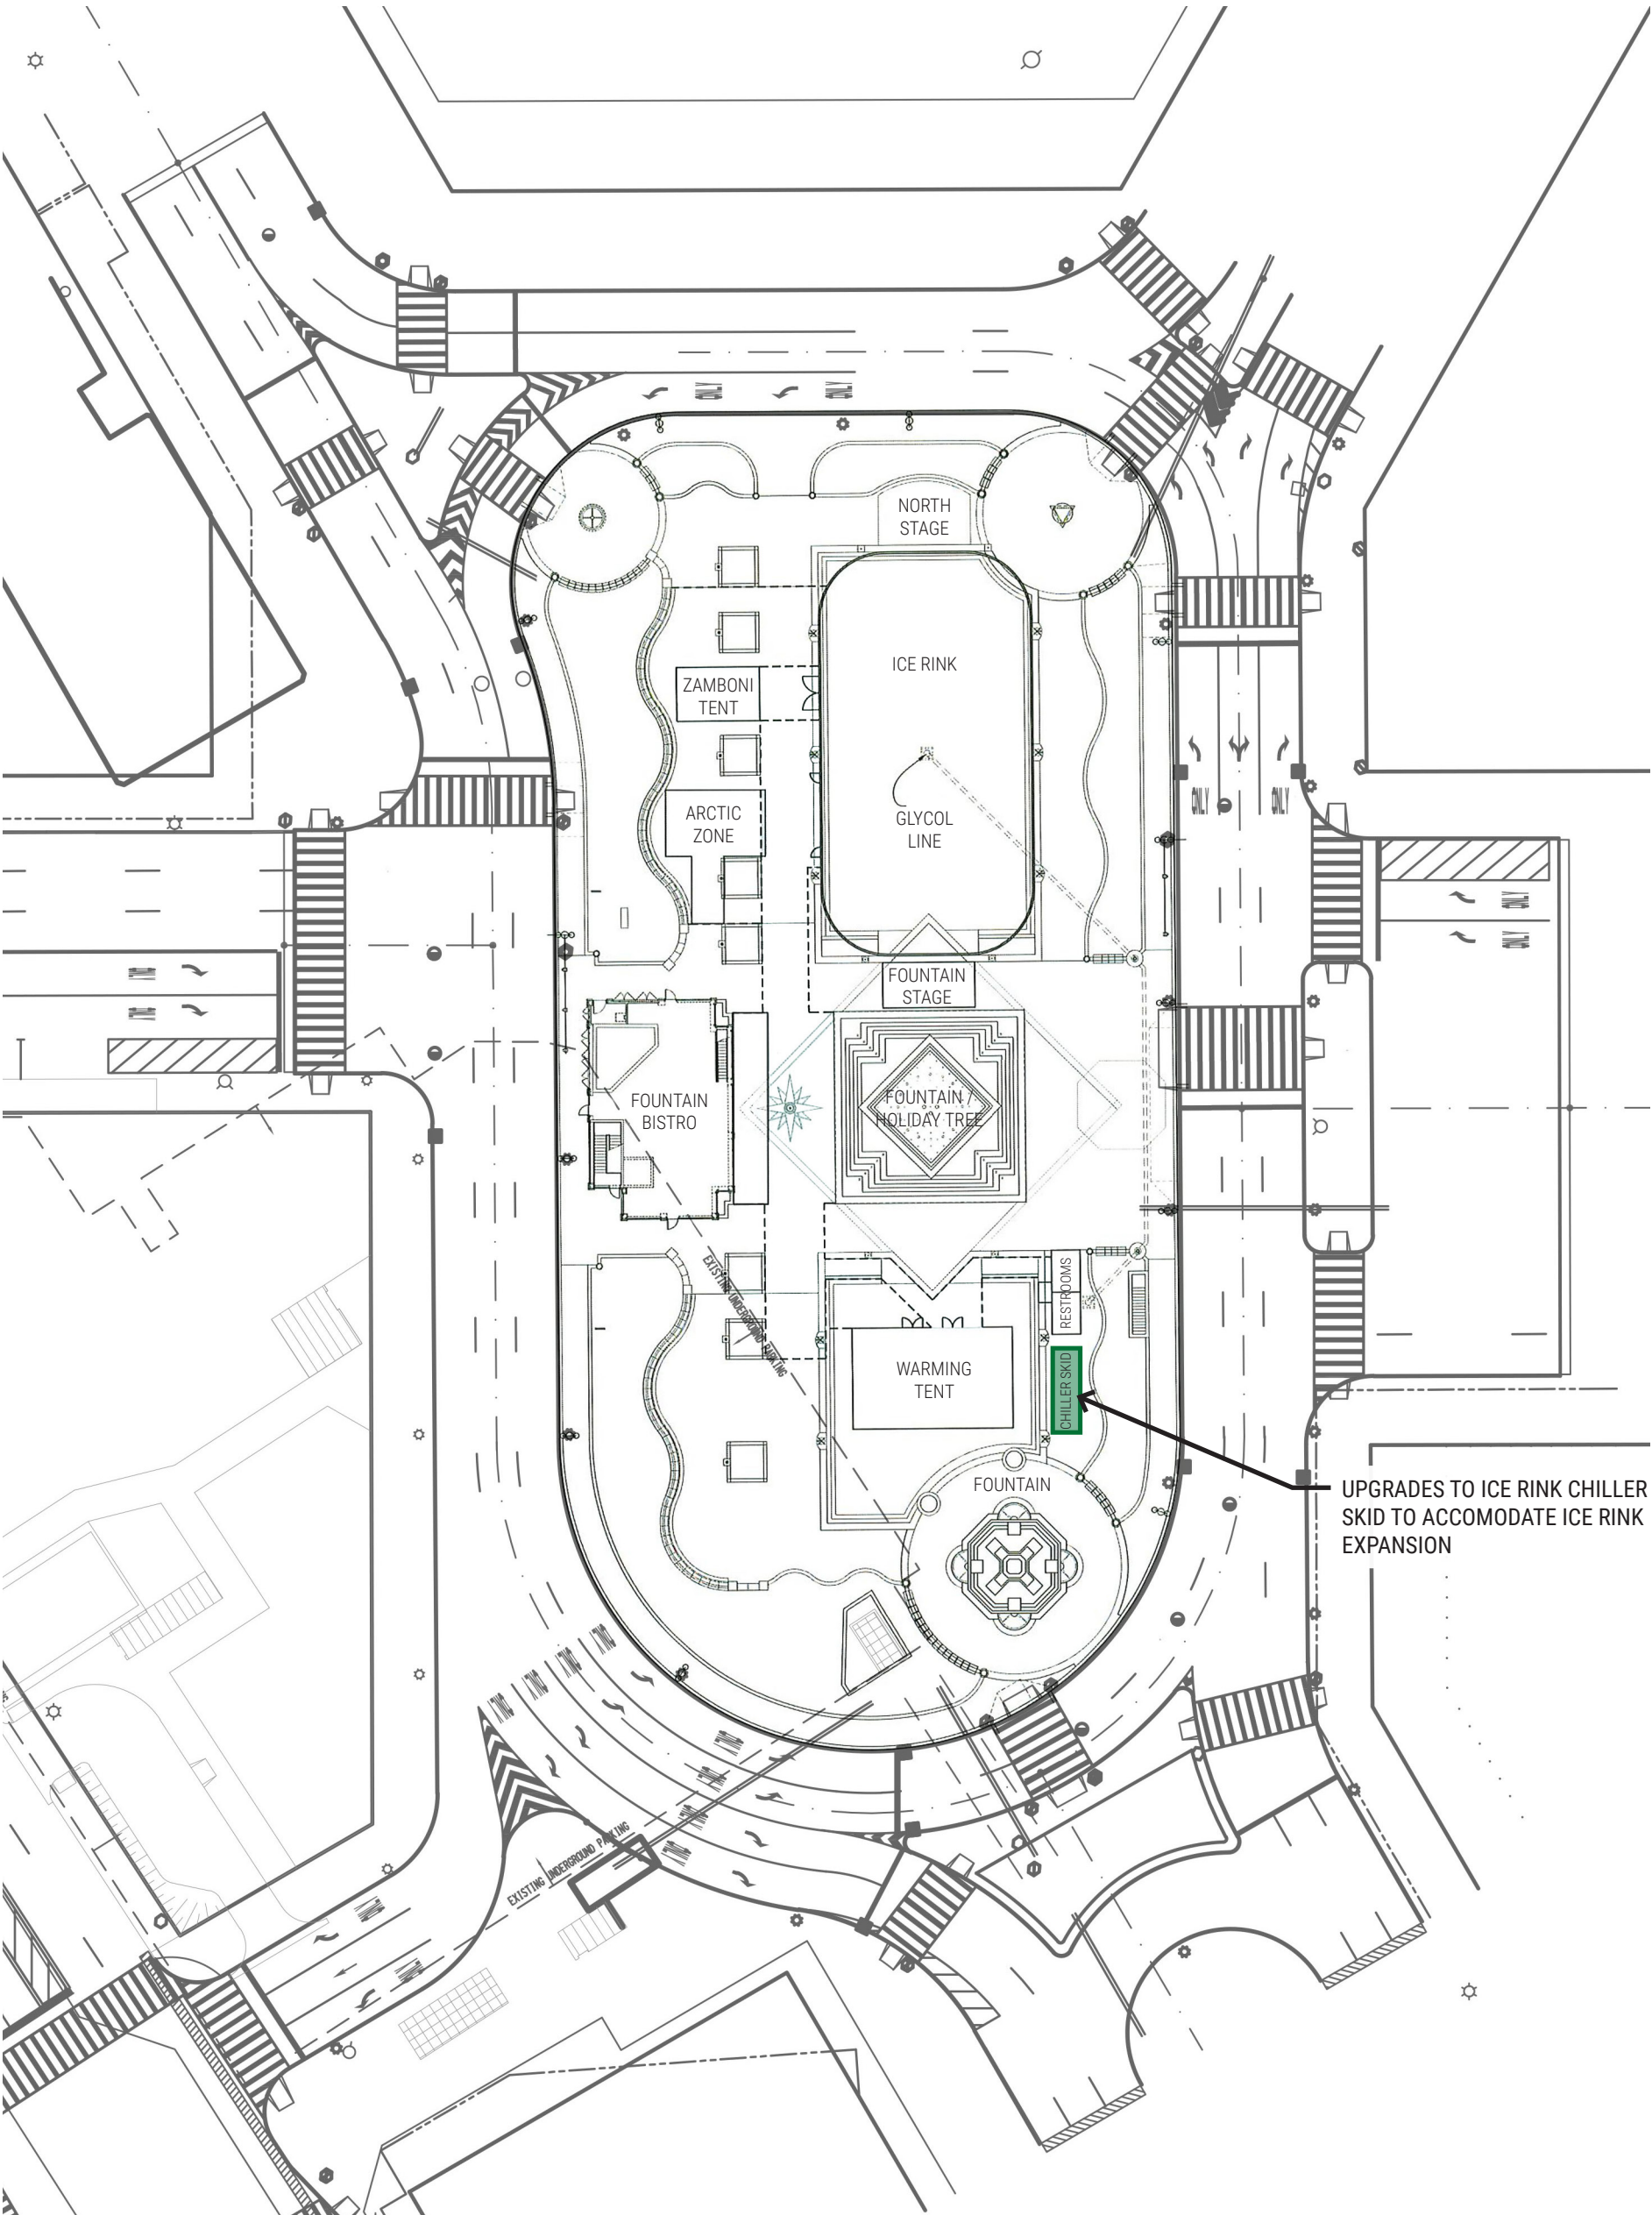 NORTH
STAGE
ICE RINK
ZAMBONI
TENT
ARCTIC
ZONE
GLYCOL
LINE
ONLY
ONLY
FOUNTAIN
STAGE
FOUNTAIN
BISTRO
FOUNTAIN /
HOLIDAY TREE
EXISTING UNDERGROUND PARKING
RESTROOMS
WARMING
TENT
CHILLER SKID
FOUNTAIN
UPGRADES TO ICE RINK CHILLER
SKID TO ACCOMODATE ICE RINK
EXPANSION
EXISTING UNDERGROUND PARKING